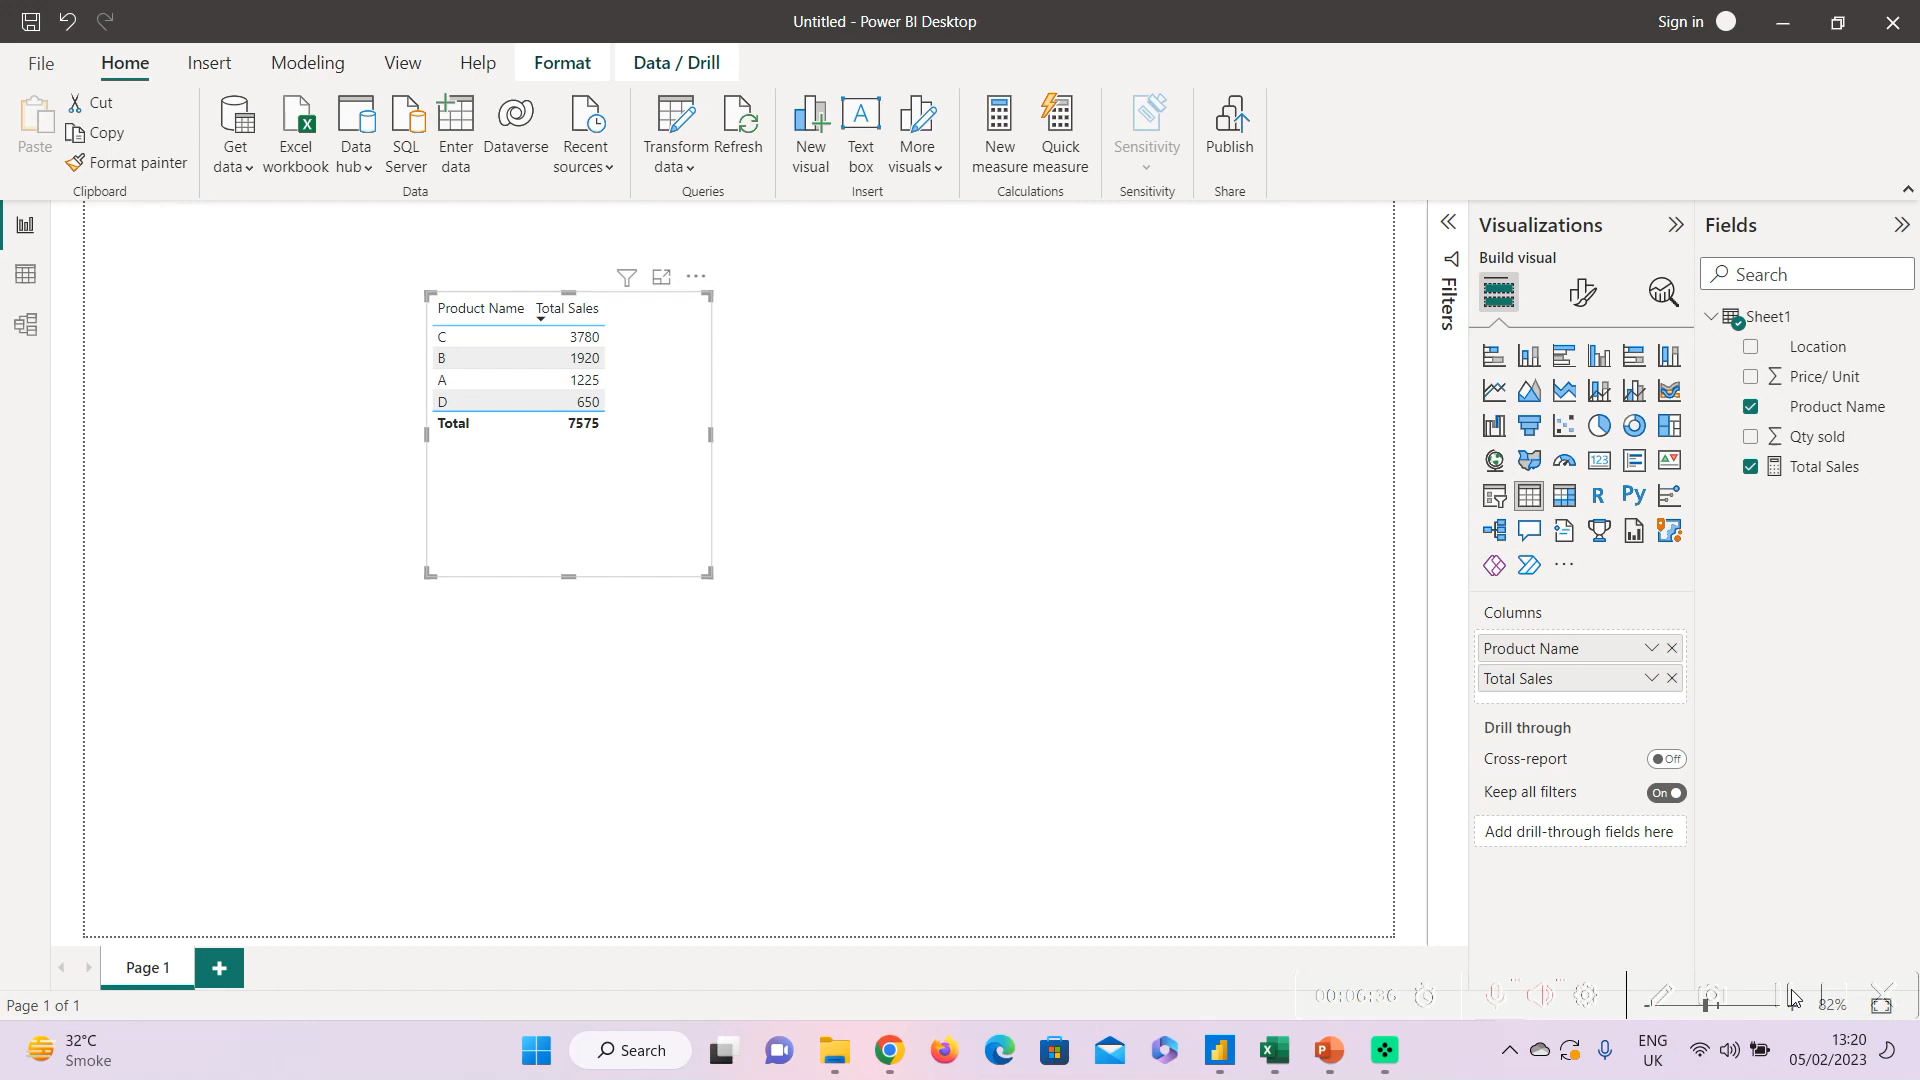 Untitled - Power BI Desktop
Sign in
File
Home
Insert
Modeling
View
Help
Format
Data / Drill
Paste
Cut
Copy
Format painter
Clipboard
Get data
Excel workbook
Data hub
SQL Server
Enter data
Dataverse
Recent sources
Data
Transform data
Refresh
Queries
New visual
A
Text box
More visuals
Insert
New measure
Quick measure
Calculations
Sensitivity
Sensitivity
Publish
Share
Product Name Total Sales
C 3780
B 1920
A 1225
D 650
Total 7575
Filters
Visualizations
Build visual
123
R
Py
Columns
Product Name
Total Sales
Drill through
Cross-report
Off
Keep all filters
On
Add drill-through fields here
Fields
Search
Sheet1
Location
Price/ Unit
Product Name
Qty sold
Total Sales
Page 1
Page 1 of 1
00:06:36
82%
32°C
Smoke
Search
ENG
UK
13:20
05/02/2023